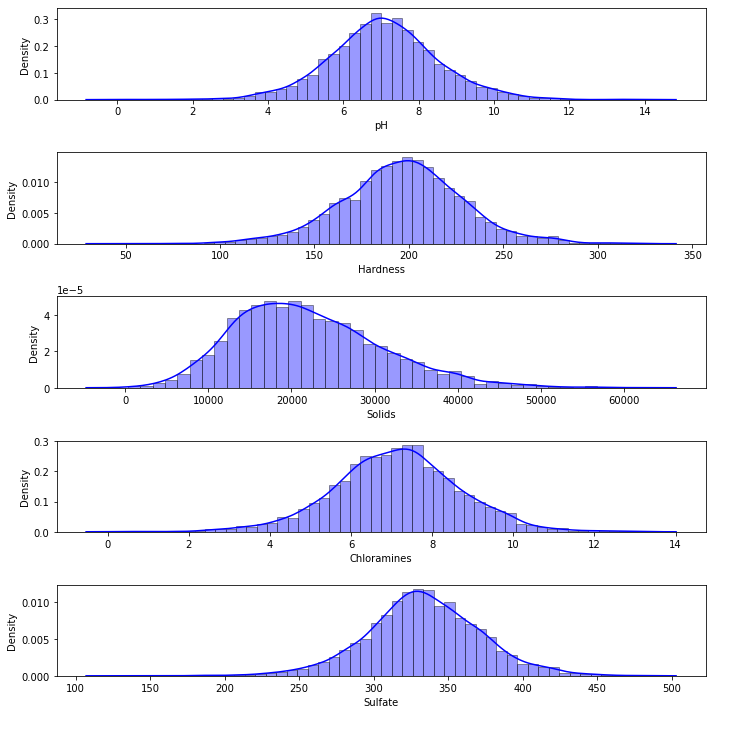 0.3
0.2
0.1
0.0
Density
0 2 4 6 8 10 12 14
pH
0.010
0.005
0.000
Density
50 100 150 200 250 300 350
Hardness
1e−5
4
2
0
Density
0 10000 20000 30000 40000 50000 60000
Solids
0.3
0.2
0.1
0.0
Density
0 2 4 6 8 10 12 14
Chloramines
0.010
0.005
0.000
Density
100 150 200 250 300 350 400 450 500
Sulfate